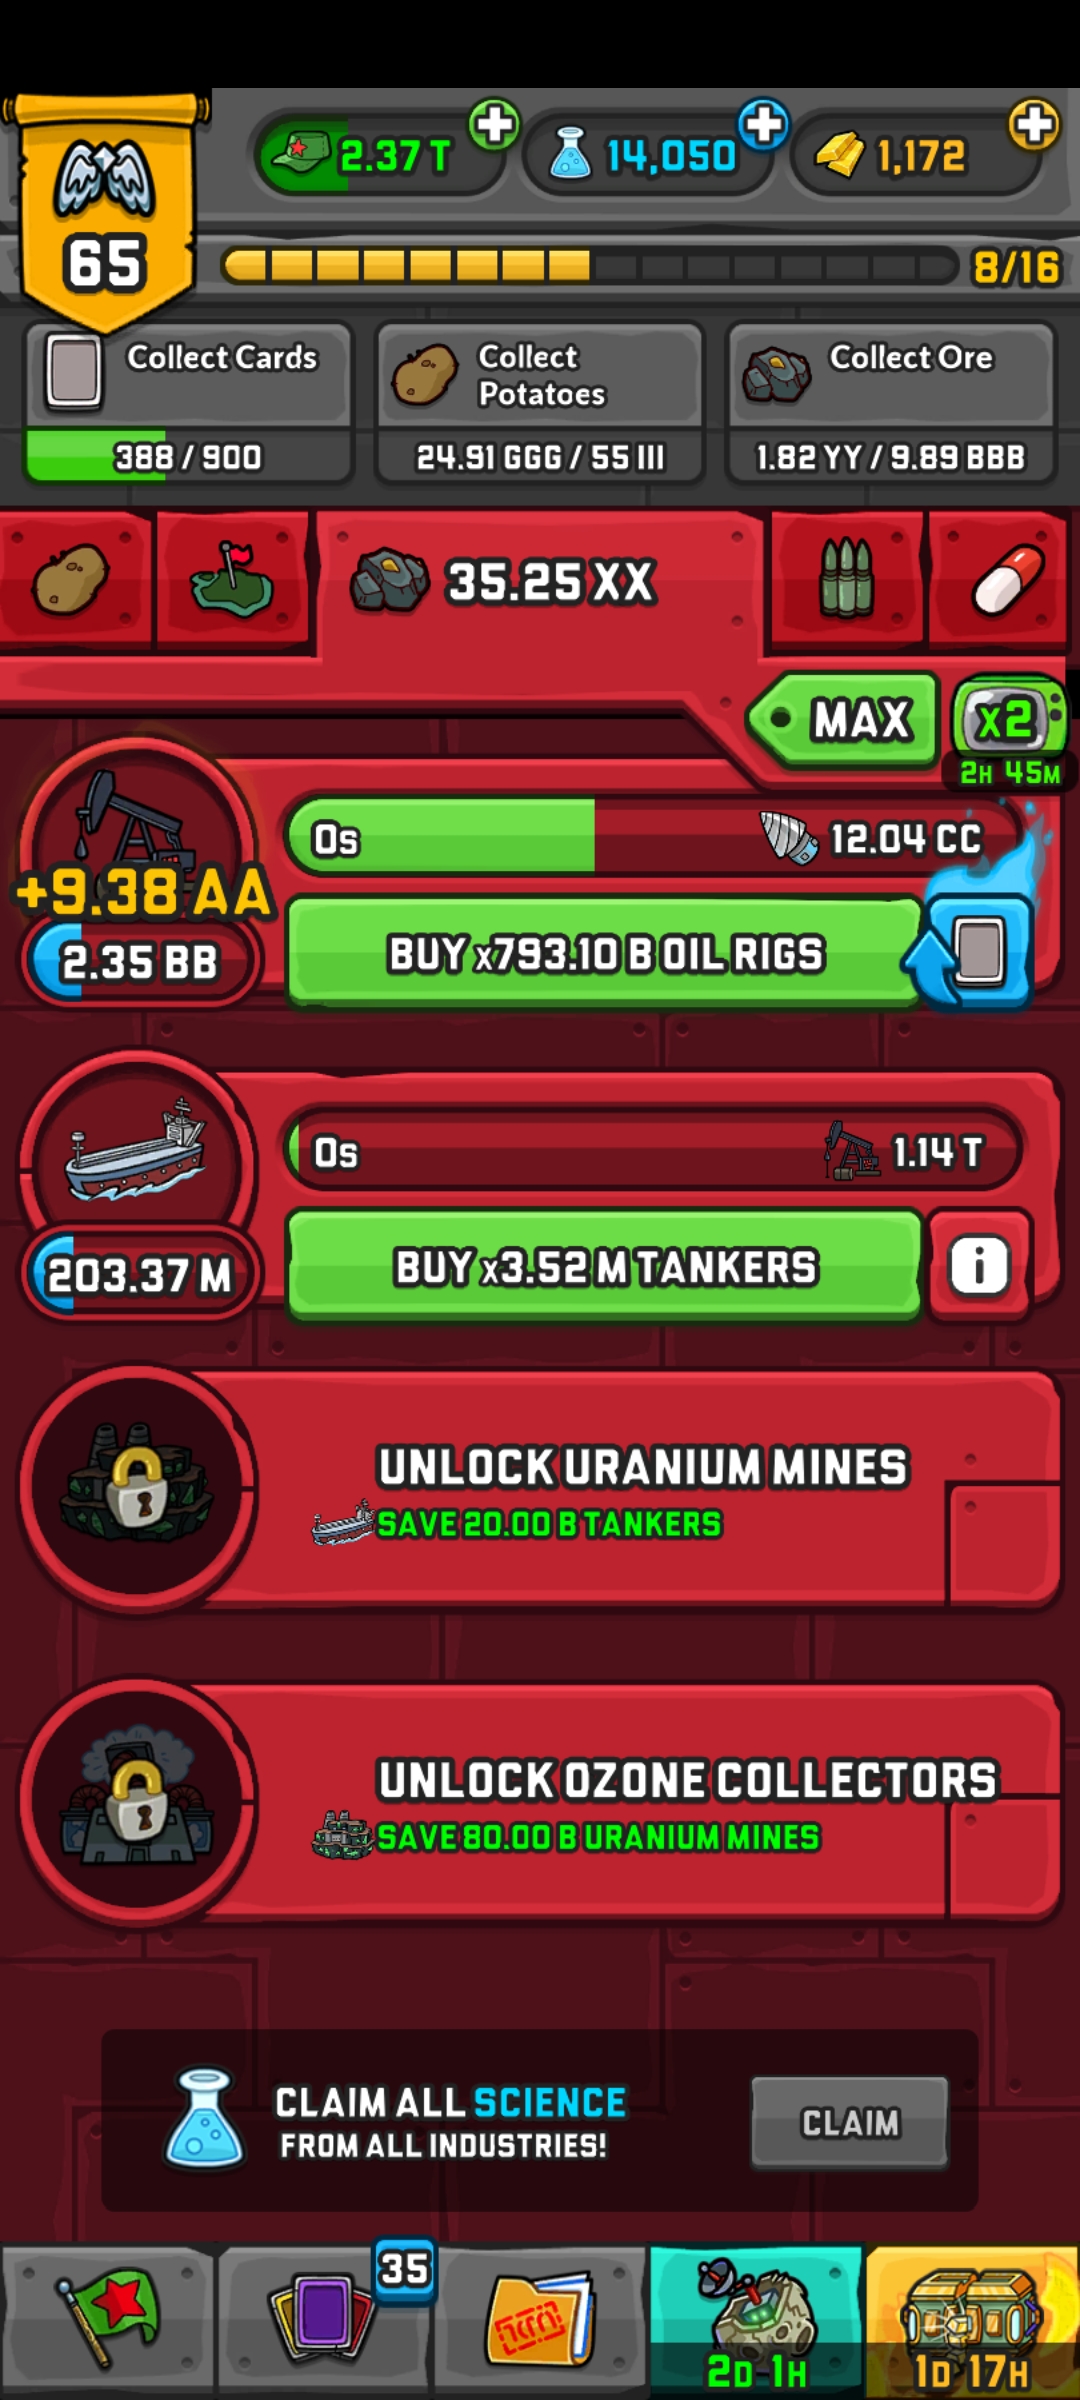 65
2.37 T
14,050
1,172
8/16
Collect Cards
388 / 900
Collect
Potatoes
24.91 GGG / 55 III
Collect Ore
1.82 YY / 9.89 BBB
35.25 XX
MAX
x2
2H 45M
0s
12.04 CC
+9.38 AA
2.35 BB
BUY x793.10 B OIL RIGS
0s
1.14 T
203.37 M
BUY x3.52 M TANKERS
i
UNLOCK URANIUM MINES
SAVE 20.00 B TANKERS
UNLOCK OZONE COLLECTORS
SAVE 80.00 B URANIUM MINES
CLAIM ALL SCIENCE
FROM ALL INDUSTRIES!
CLAIM
35
2D 1H
1D 17H